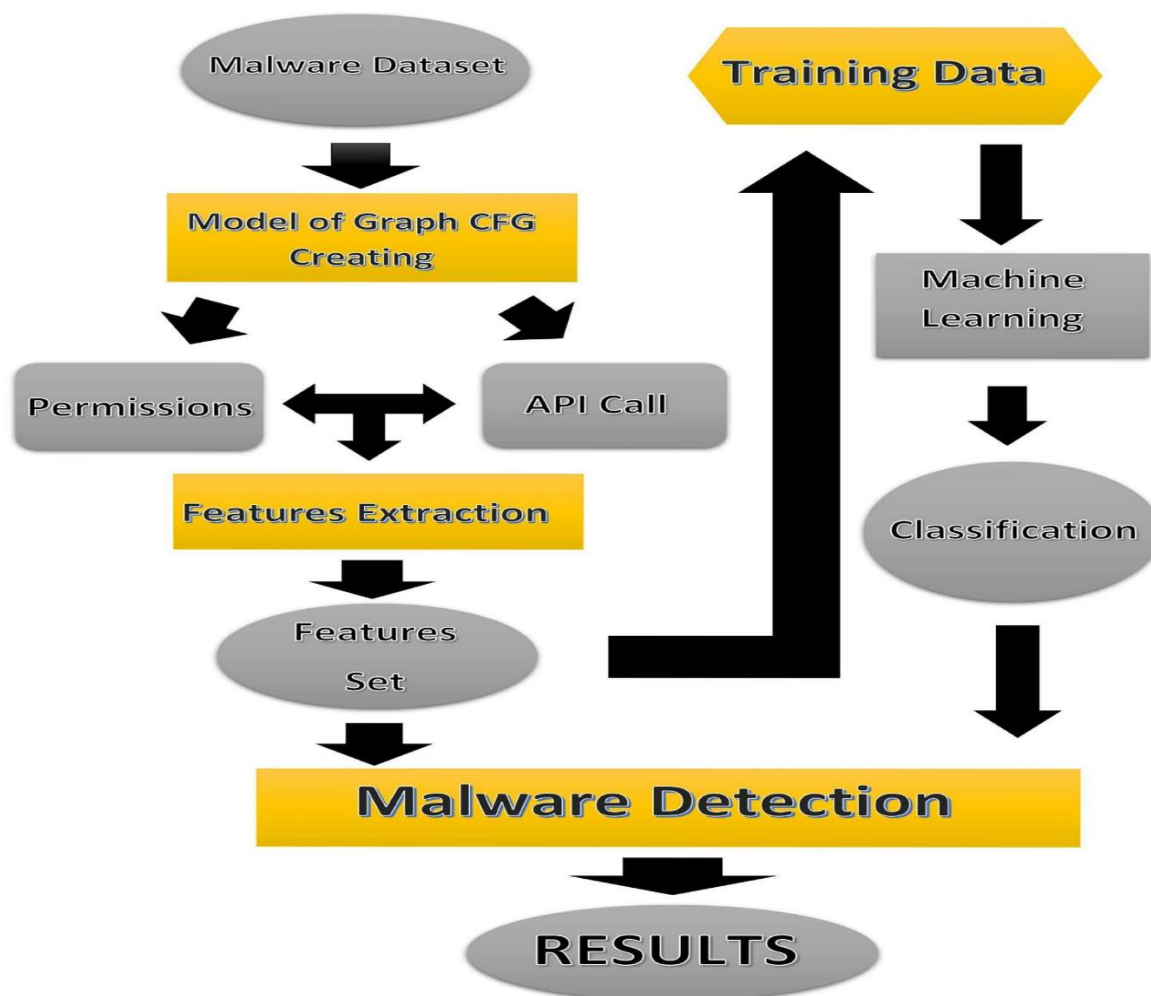 Malware Dataset
Model of Graph CFG
Creating
Permissions
API Call
Features Extraction
Features
Set
Training Data
Machine
Learning
Classification
Malware Detection
RESULTS